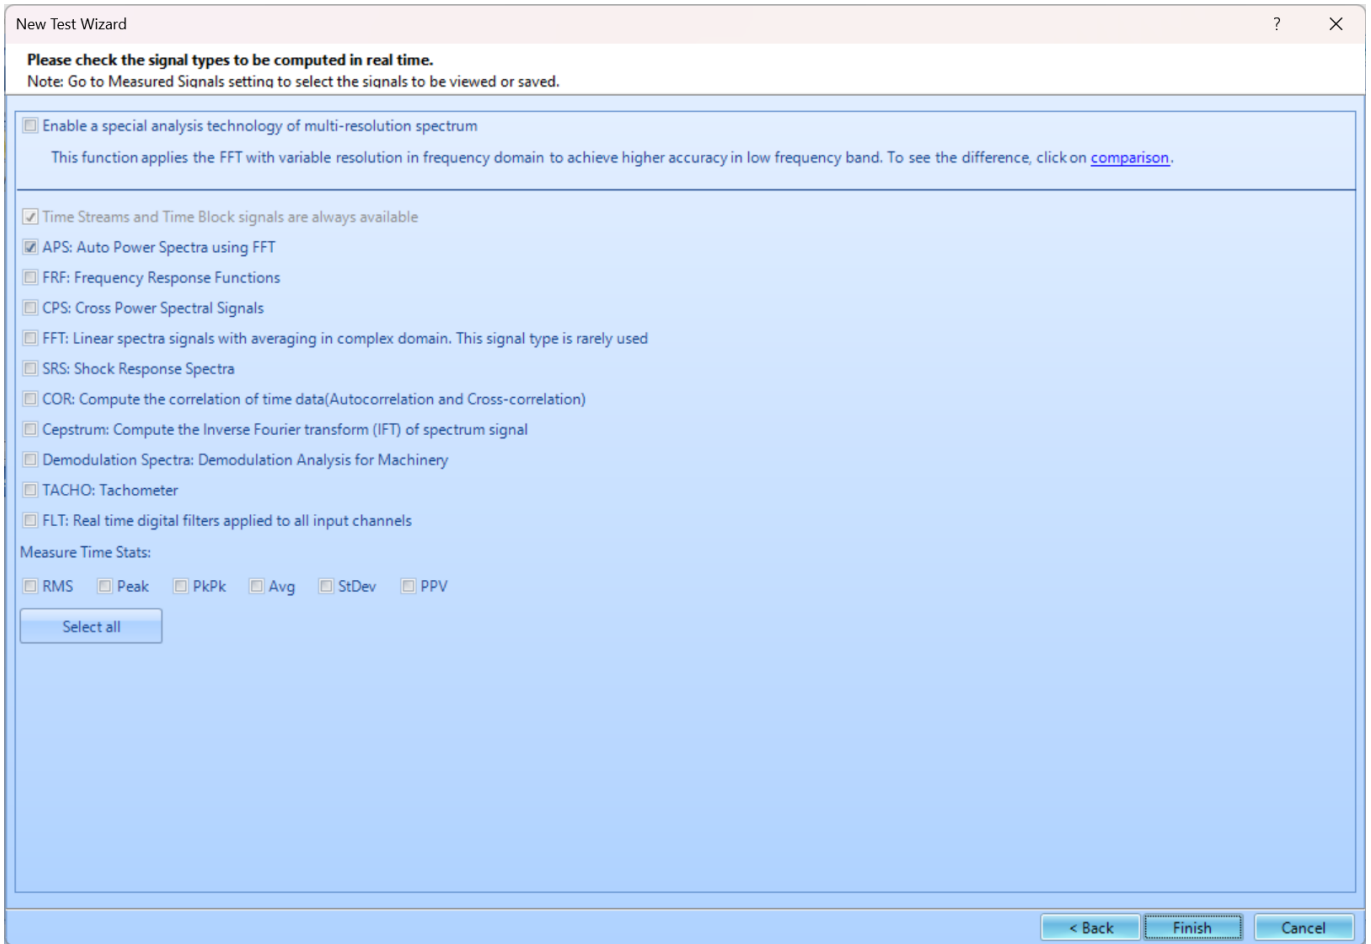 New Test Wizard
?
Please check the signal types to be computed in real time.
Note: Go to Measured Signals setting to select the signals to be viewed or saved.
Enable a special analysis technology of multi-resolution spectrum
This function applies the FFT with variable resolution in frequency domain to achieve higher accuracy in low frequency band. To see the difference, click on comparison.
Time Streams and Time Block signals are always available
APS: Auto Power Spectra using FFT
FRF: Frequency Response Functions
CPS: Cross Power Spectral Signals
FFT: Linear spectra signals with averaging in complex domain. This signal type is rarely used
SRS: Shock Response Spectra
COR: Compute the correlation of time data(Autocorrelation and Cross-correlation)
Cepstrum: Compute the Inverse Fourier transform (IFT) of spectrum signal
Demodulation Spectra: Demodulation Analysis for Machinery
TACHO: Tachometer
FLT: Real time digital filters applied to all input channels
Measure Time Stats:
RMS Peak PkPk Avg StDev PPV
Select all
< Back Finish Cancel